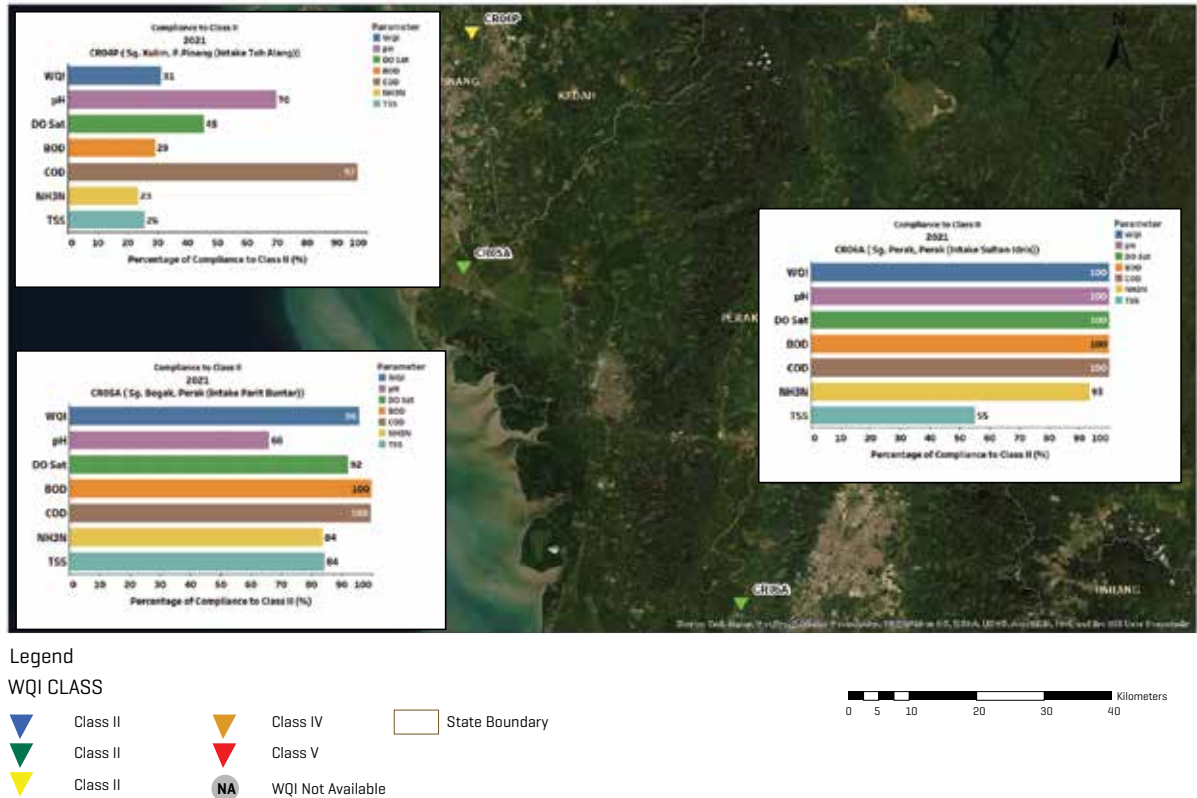 Compliance to Class II
2021
CR04P ( Sg. Kulim, P.Pinang (Intake Toh Alang))
Parameter
WQI
pH
DO Sat
BOD
COD
NH3N
TSS
WQI 31
pH 70
DO Sat
BOD 29
COD 97
NH3N 23
TSS 26
0 10 20 30 40 50 60 70 80 90 100
Percentage of Compliance to Class II (%)
CR04P
KEDAH
N
CR05A
PERAK
CR06A
Compliance to Class II
2021
CR06A ( Sg. Perak, Perak (Intake Sultan Idris))
Parameter
WQI
pH
DO Sat
BOD
COD
NH3N
TSS
WQI 100
pH 100
DO Sat 100
BOD 100
COD 100
NH3N 93
TSS 55
0 10 20 30 40 50 60 70 80 90 100
Percentage of Compliance to Class II (%)
Compliance to Class II
2021
CR05A ( Sg. Bogak, Perak (Intake Parit Buntar))
Parameter
WQI
pH
DO Sat
BOD
COD
NH3N
TSS
WQI 96
pH 66
DO Sat 92
BOD 100
COD 100
NH3N 84
TSS 84
0 10 20 30 40 50 60 70 80 90 100
Percentage of Compliance to Class II (%)
Legend
WQI CLASS
Class II
Class II
Class II
Class IV
Class V
NA WQI Not Available
State Boundary
Kilometers
0 5 10 20 30 40